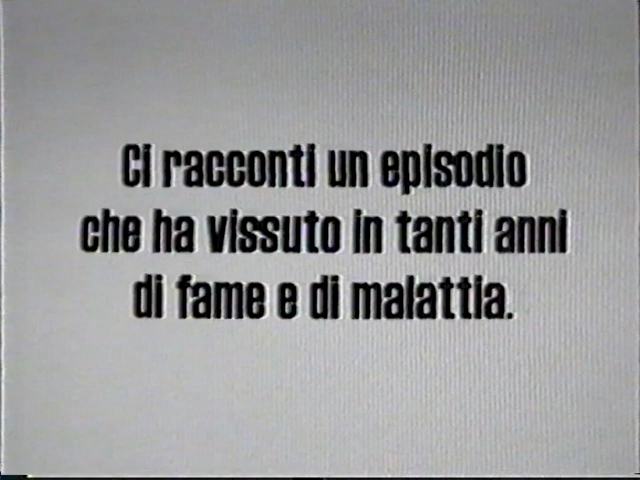 Ci racconti un episodio
che ha vissuto in tanti anni
di fame e di malattia.